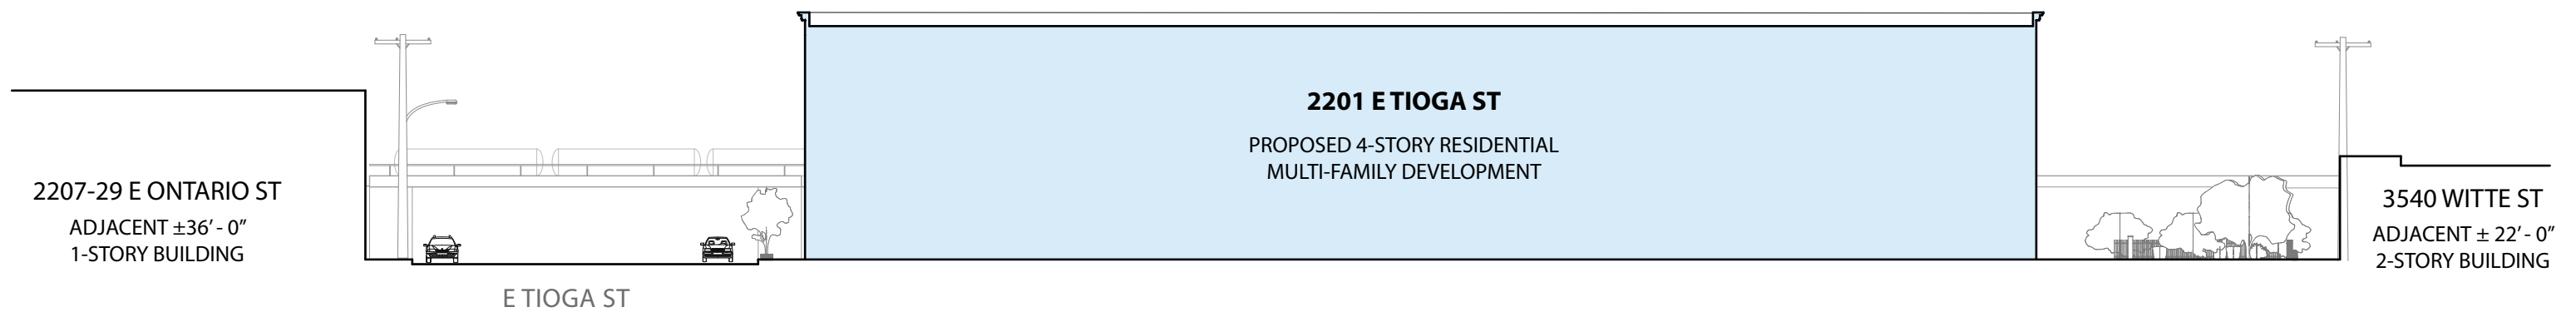 2207-29 E ONTARIO ST
ADJACENT ±36’ - 0”
1-STORY BUILDING
E TIOGA ST
2201 E TIOGA ST
PROPOSED 4-STORY RESIDENTIAL
MULTI-FAMILY DEVELOPMENT
3540 WITTE ST
ADJACENT ± 22’ - 0”
2-STORY BUILDING